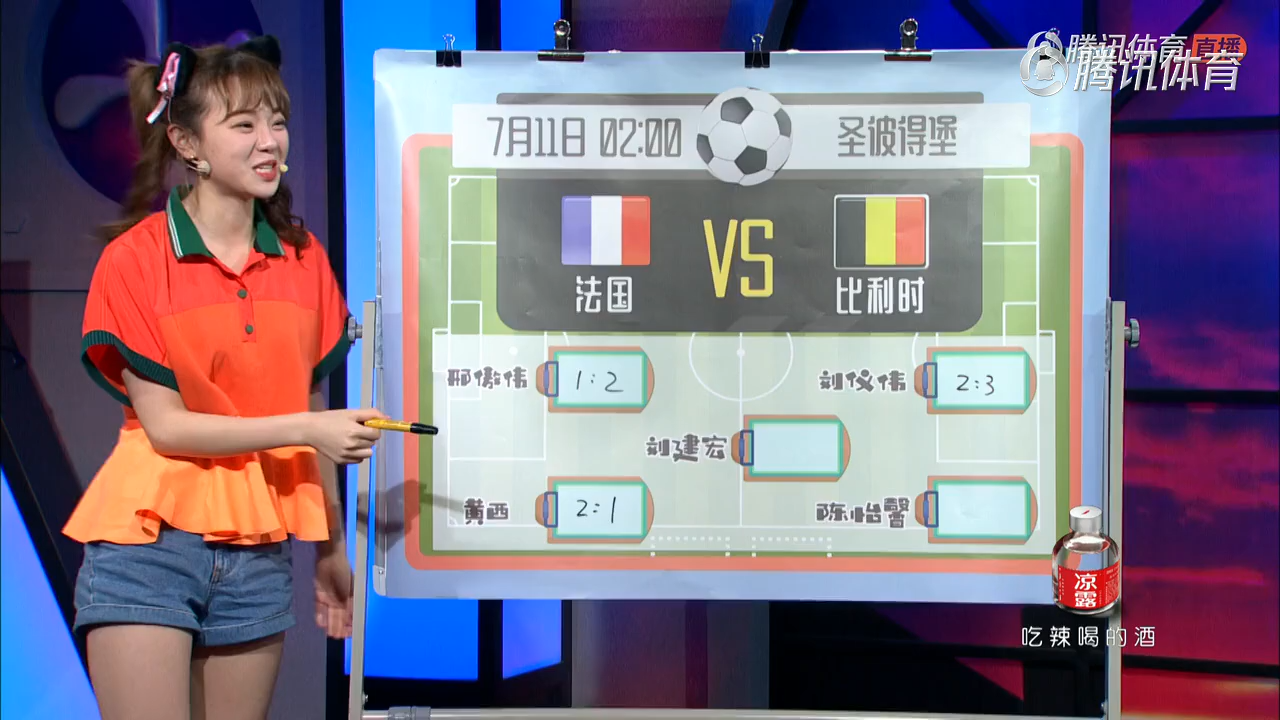 腾讯体育 直播
腾讯体育
7月11日 02:00 圣彼得堡
法国 VS 比利时
邢傲伟 1:2 刘仪伟 2:3
刘建宏
黄西 2:1 陈怡馨
凉露
吃辣喝的酒